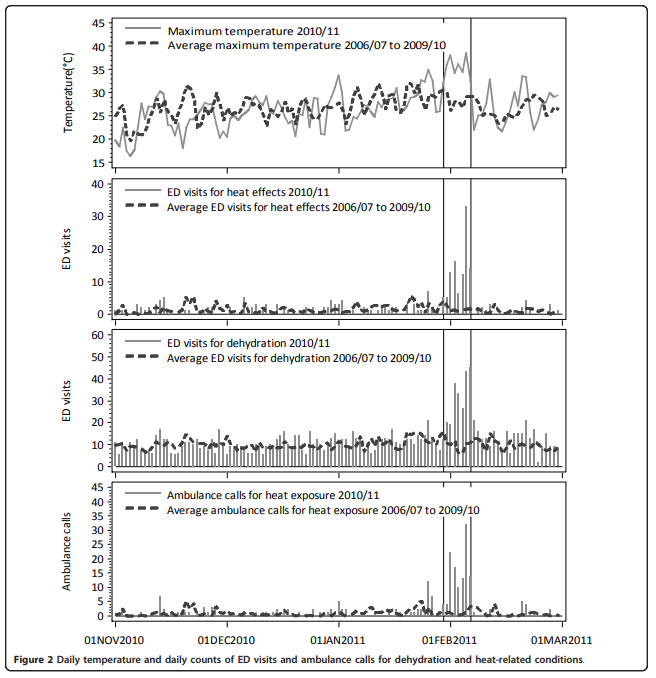 45
40
35
30
25
20
15
Temperature(°C)
Maximum temperature 2010/11
Average maximum temperature 2006/07 to 2009/10
40
30
20
10
0
ED visits
ED visits for heat effects 2010/11
Average ED visits for heat effects 2006/07 to 2009/10
60
50
40
30
20
10
0
ED visits
ED visits for dehydration 2010/11
Average ED visits for dehydration 2006/07 to 2009/10
45
40
35
30
25
20
15
10
5
0
Ambulance calls
Ambulance calls for heat exposure 2010/11
Average ambulance calls for heat exposure 2006/07 to 2009/10
01NOV2010 01DEC2010 01JAN2011 01FEB2011 01MAR2011
Figure 2 Daily temperature and daily counts of ED visits and ambulance calls for dehydration and heat-related conditions.